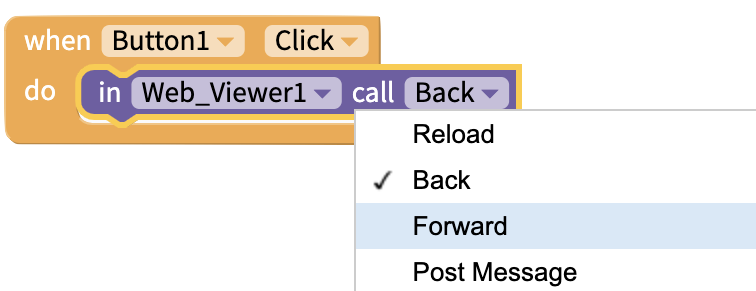 when Button1 Click
do in Web_Viewer1 call Back
Reload
Back
Forward
Post Message